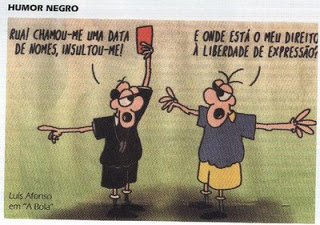 HUMOR NEGRO
RUA! CHAMOU-ME UMA DATA
DE NOMES, INSULTOU-ME!
E ONDE ESTÁ O MEU DIREITO
À LIBERDADE DE EXPRESSÃO?
Luís Afonso
em "A Bola"